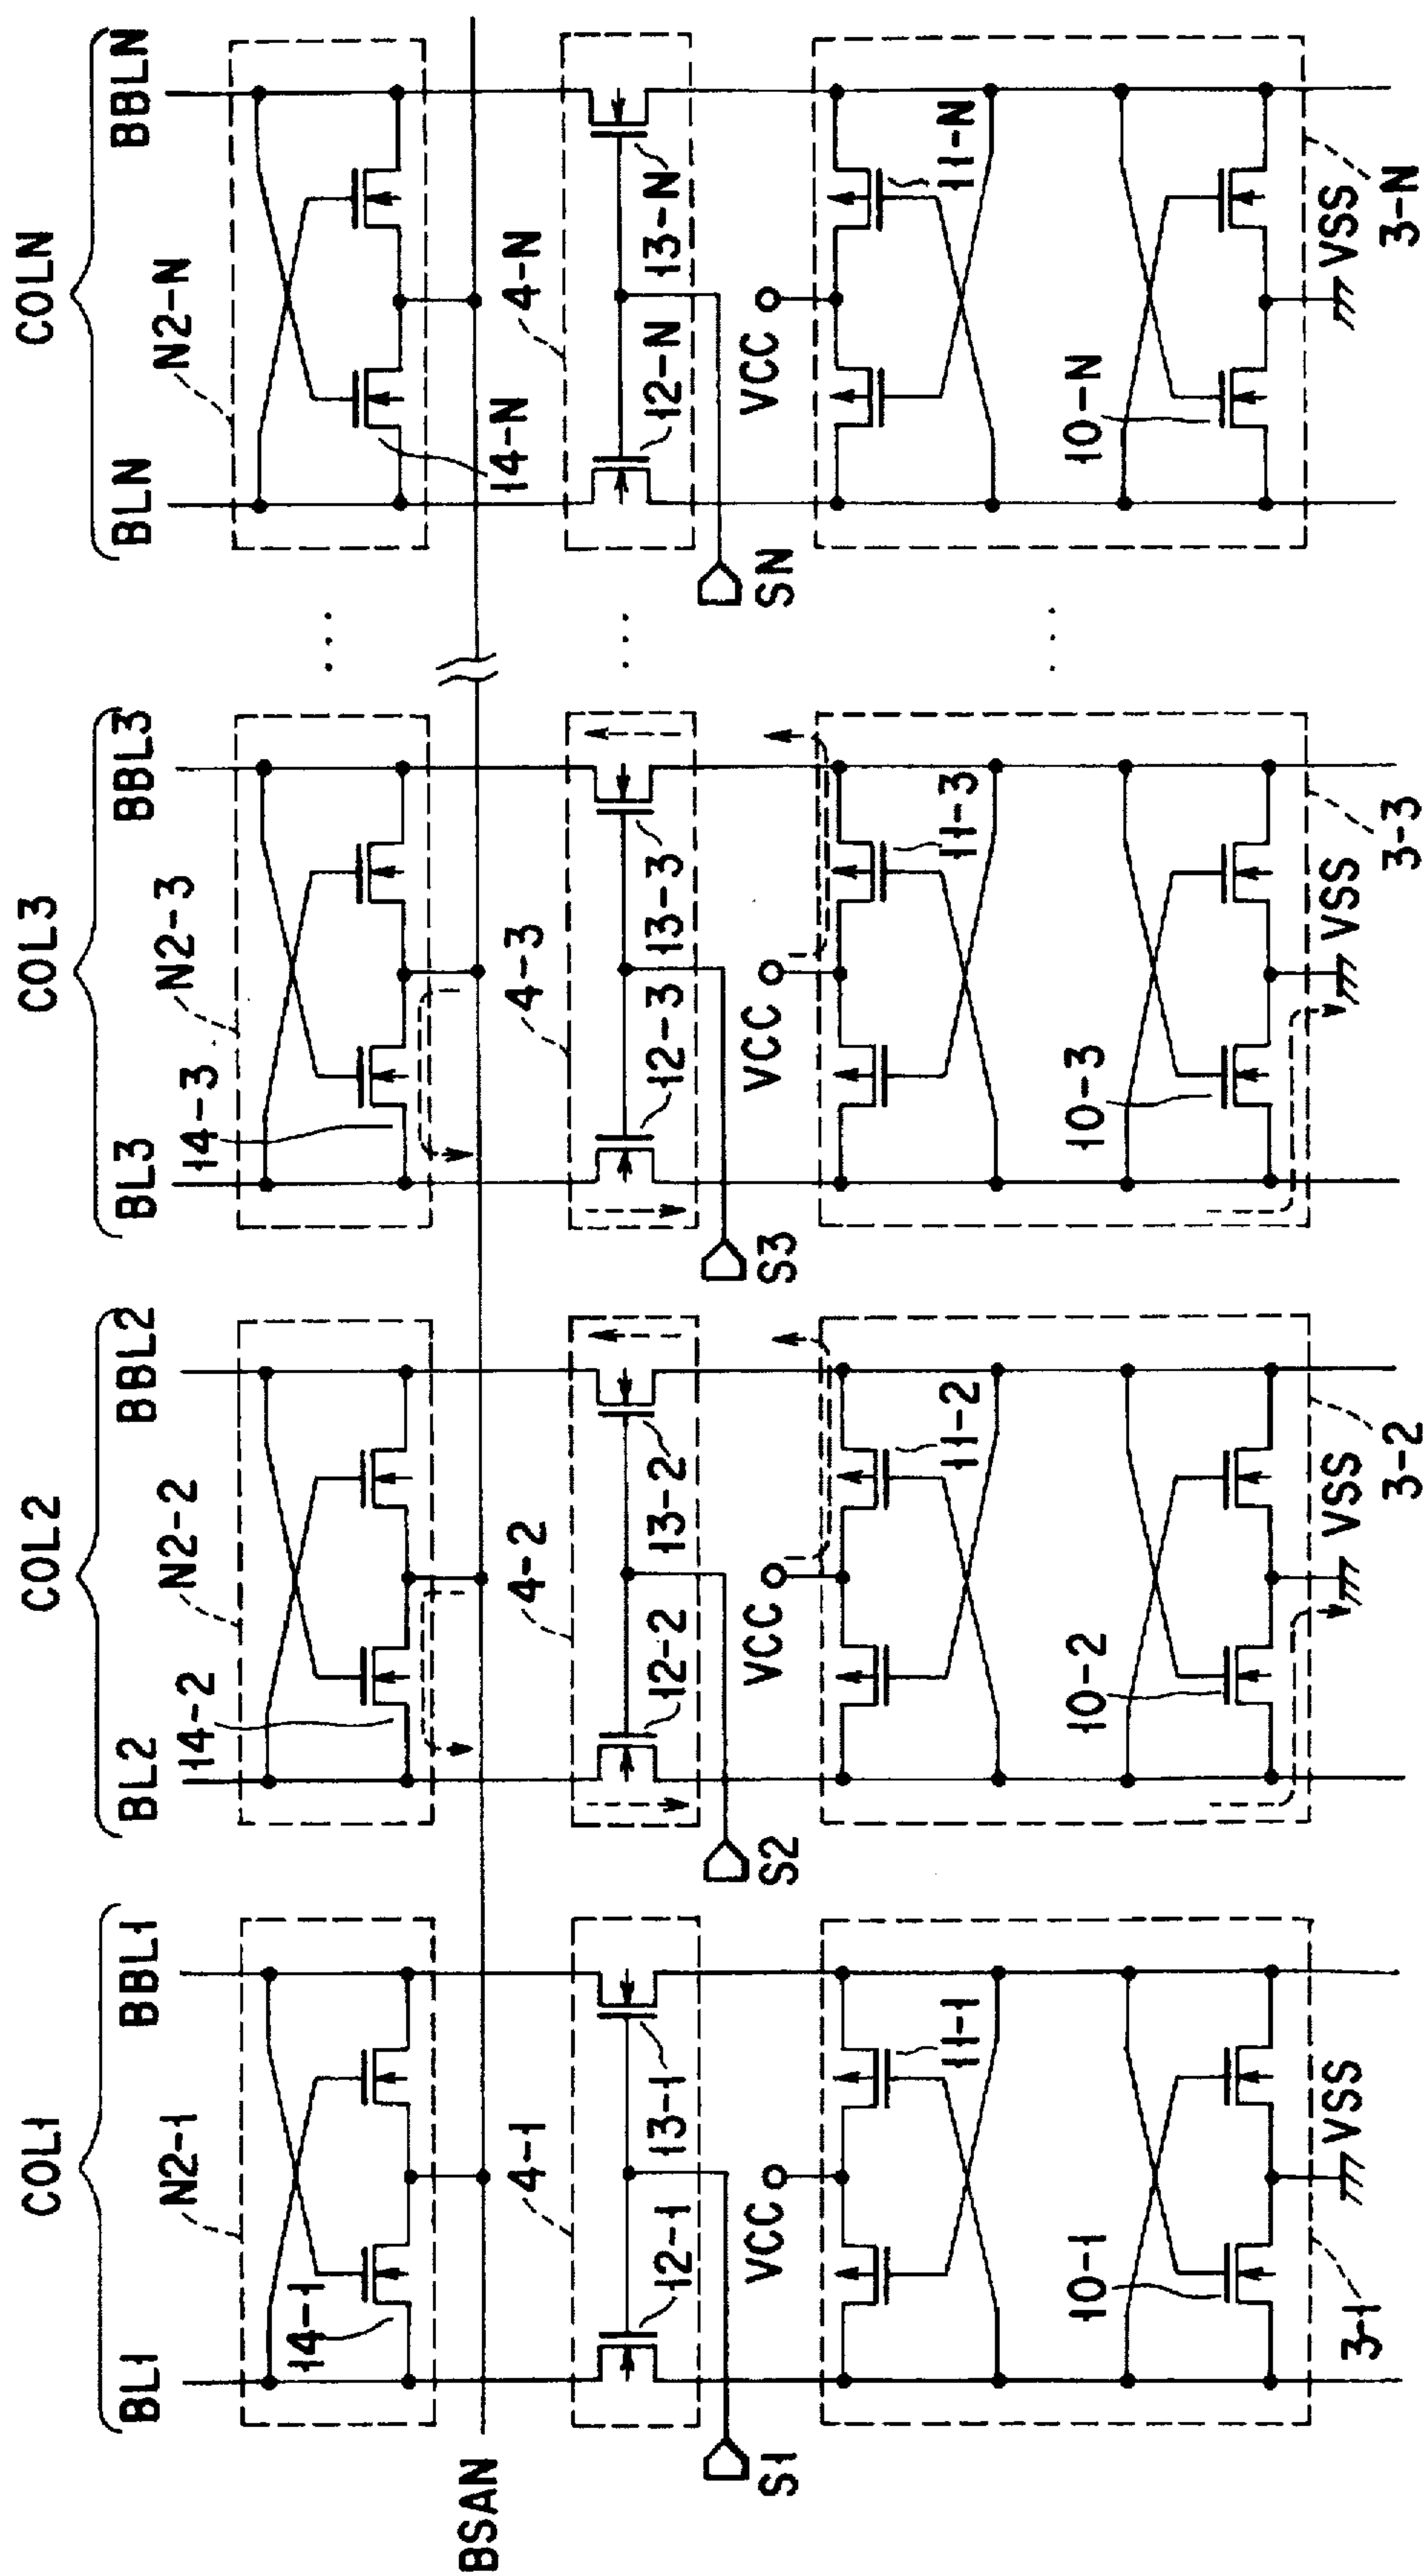 COL1 COL2 COL3 COLN
BL1 BBL1 BL2 BBL2 BL3 BBL3 BLN BBLN
N2-1 N2-2 N2-3 N2-N
14-1 14-2 14-3 14-N
BSAN
4-1 4-2 4-3 4-N
12-1 13-1 12-2 13-2 12-3 13-3 12-N 13-N
S1 S2 S3 SN
VCC VCC VCC VCC
11-1 11-2 11-3 11-N
10-1 10-2 10-3 10-N
VSS VSS VSS VSS
3-1 3-2 3-3 3-N